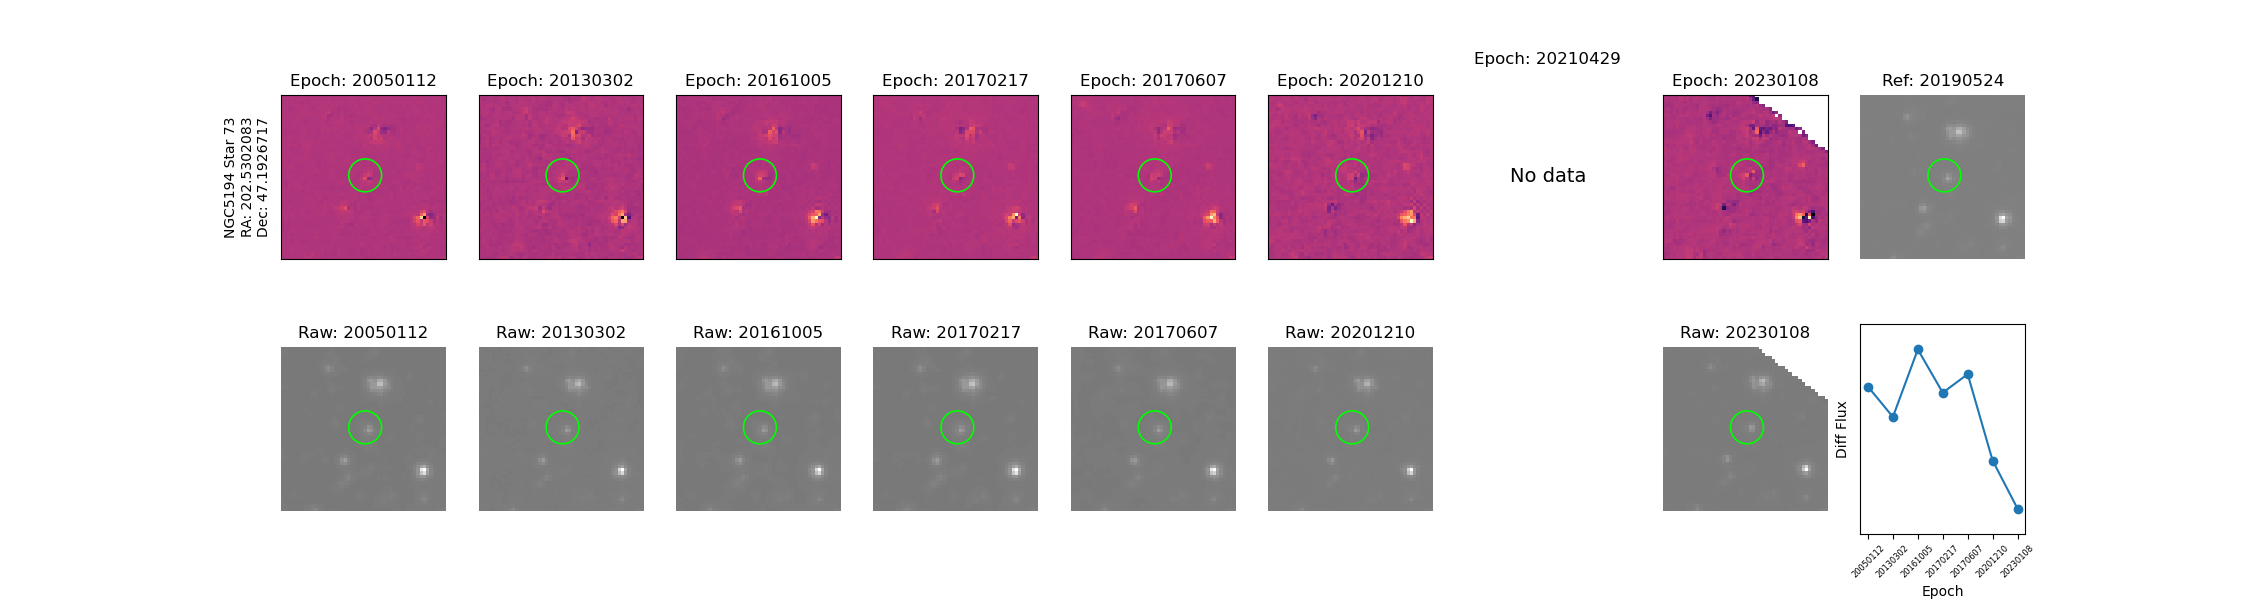 Epoch: 20210429
Epoch: 20050112
Epoch: 20130302
Epoch: 20161005
Epoch: 20170217
Epoch: 20170607
Epoch: 20201210
Epoch: 20230108
Ref: 20190524
NGC5194 Star 73
RA: 202.5302083
Dec: 47.1926717
No data
Raw: 20050112
Raw: 20130302
Raw: 20161005
Raw: 20170217
Raw: 20170607
Raw: 20201210
Raw: 20230108
Diff Flux
20050112
20130302
20161005
20170217
20170607
20201210
20230108
Epoch